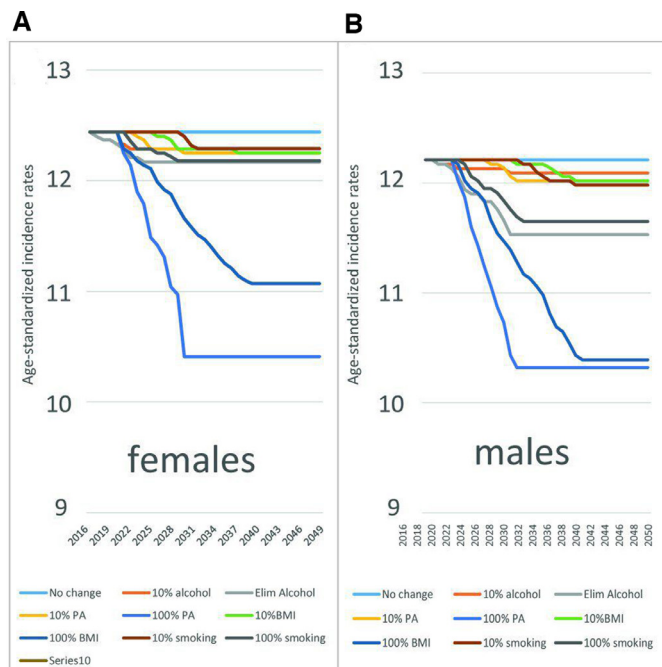 A
B
Age-standardized incidence rates
13
12
11
10
9
females
2016
2019
2022
2025
2028
2031
2034
2037
2040
2043
2046
2049
No change
10% alcohol
Elim Alcohol
10% PA
100% PA
10%BMI
100% BMI
10% smoking
100% smoking
Series10
Age-standardized incidence rates
13
12
11
10
9
males
2016
2018
2020
2022
2024
2026
2028
2030
2032
2034
2036
2038
2040
2042
2044
2046
2048
2050
No change
10% alcohol
Elim Alcohol
10% PA
100% PA
10%BMI
100% BMI
10% smoking
100% smoking